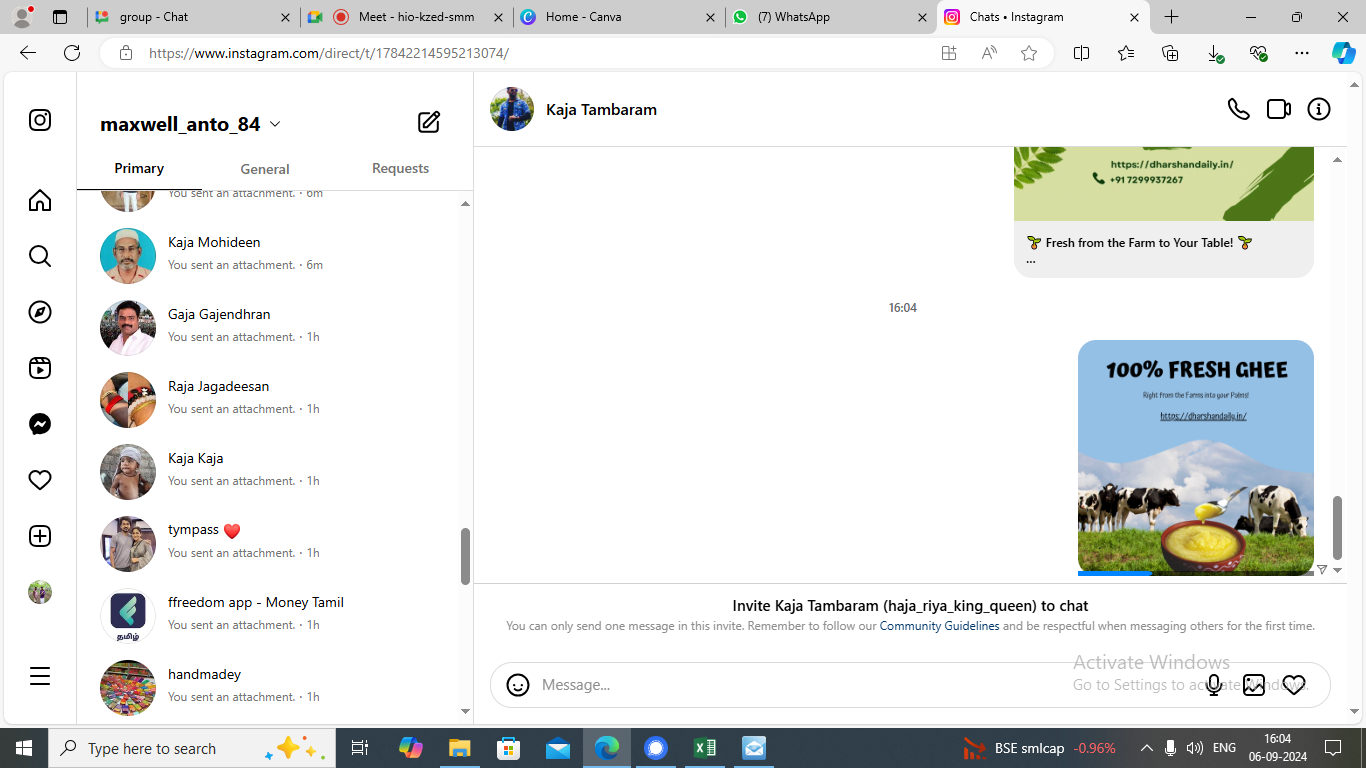 group - Chat
Meet - hio-kzed-smm
Home - Canva
(7) WhatsApp
Chats • Instagram
https://www.instagram.com/direct/t/17842214595213074/
maxwell_anto_84
Primary
General
Requests
You sent an attachment. · 6m
Kaja Mohideen
You sent an attachment. · 6m
Gaja Gajendhran
You sent an attachment. · 1h
Raja Jagadeesan
You sent an attachment. · 1h
Kaja Kaja
You sent an attachment. · 1h
tympass ❤️
You sent an attachment. · 1h
தமிழ்
ffreedom app - Money Tamil
You sent an attachment. · 1h
handmadey
You sent an attachment. · 1h
Kaja Tambaram
https://dharshandaily.in/
+91 7299937267
🌱 Fresh from the Farm to Your Table! 🌱
...
16:04
100% FRESH GHEE
Right from the Farms into your Palms!
https://dharshandaily.in/
Invite Kaja Tambaram (haja_riya_king_queen) to chat
You can only send one message in this invite. Remember to follow our Community Guidelines and be respectful when messaging others for the first time.
Message...
Activate Windows
Go to Settings to activate Windows.
Type here to search
BSE smlcap -0.96%
ENG
16:04
06-09-2024